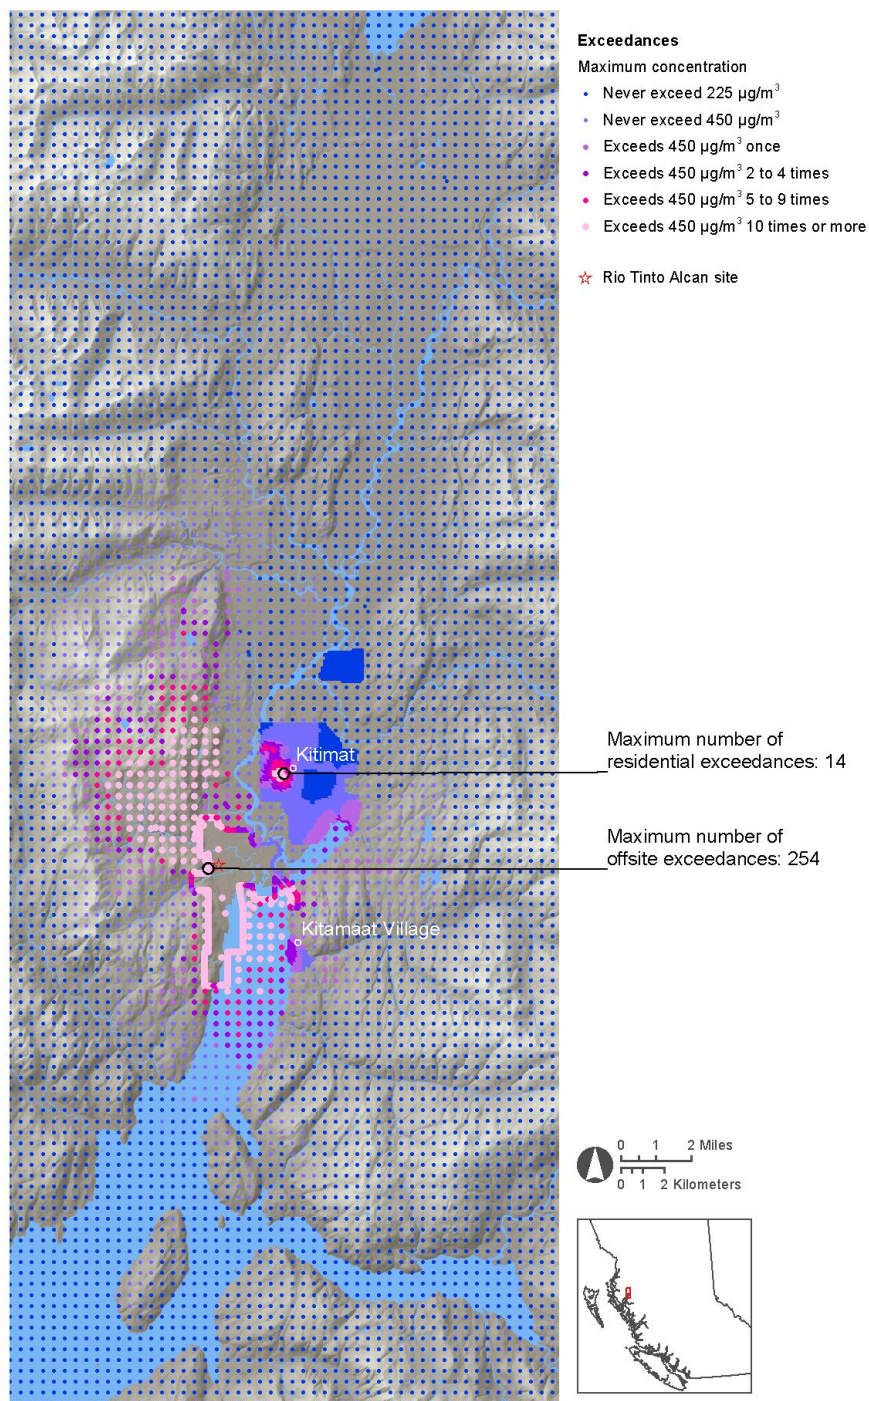 Exceedances
Maximum concentration
Never exceed 225 µg/m³
Never exceed 450 µg/m³
Exceeds 450 µg/m³ once
Exceeds 450 µg/m³ 2 to 4 times
Exceeds 450 µg/m³ 5 to 9 times
Exceeds 450 µg/m³ 10 times or more
Rio Tinto Alcan site
Kitimat
Maximum number of
residential exceedances: 14
Maximum number of
offsite exceedances: 254
Kitamaat Village
0 1 2 Miles
0 1 2 Kilometers